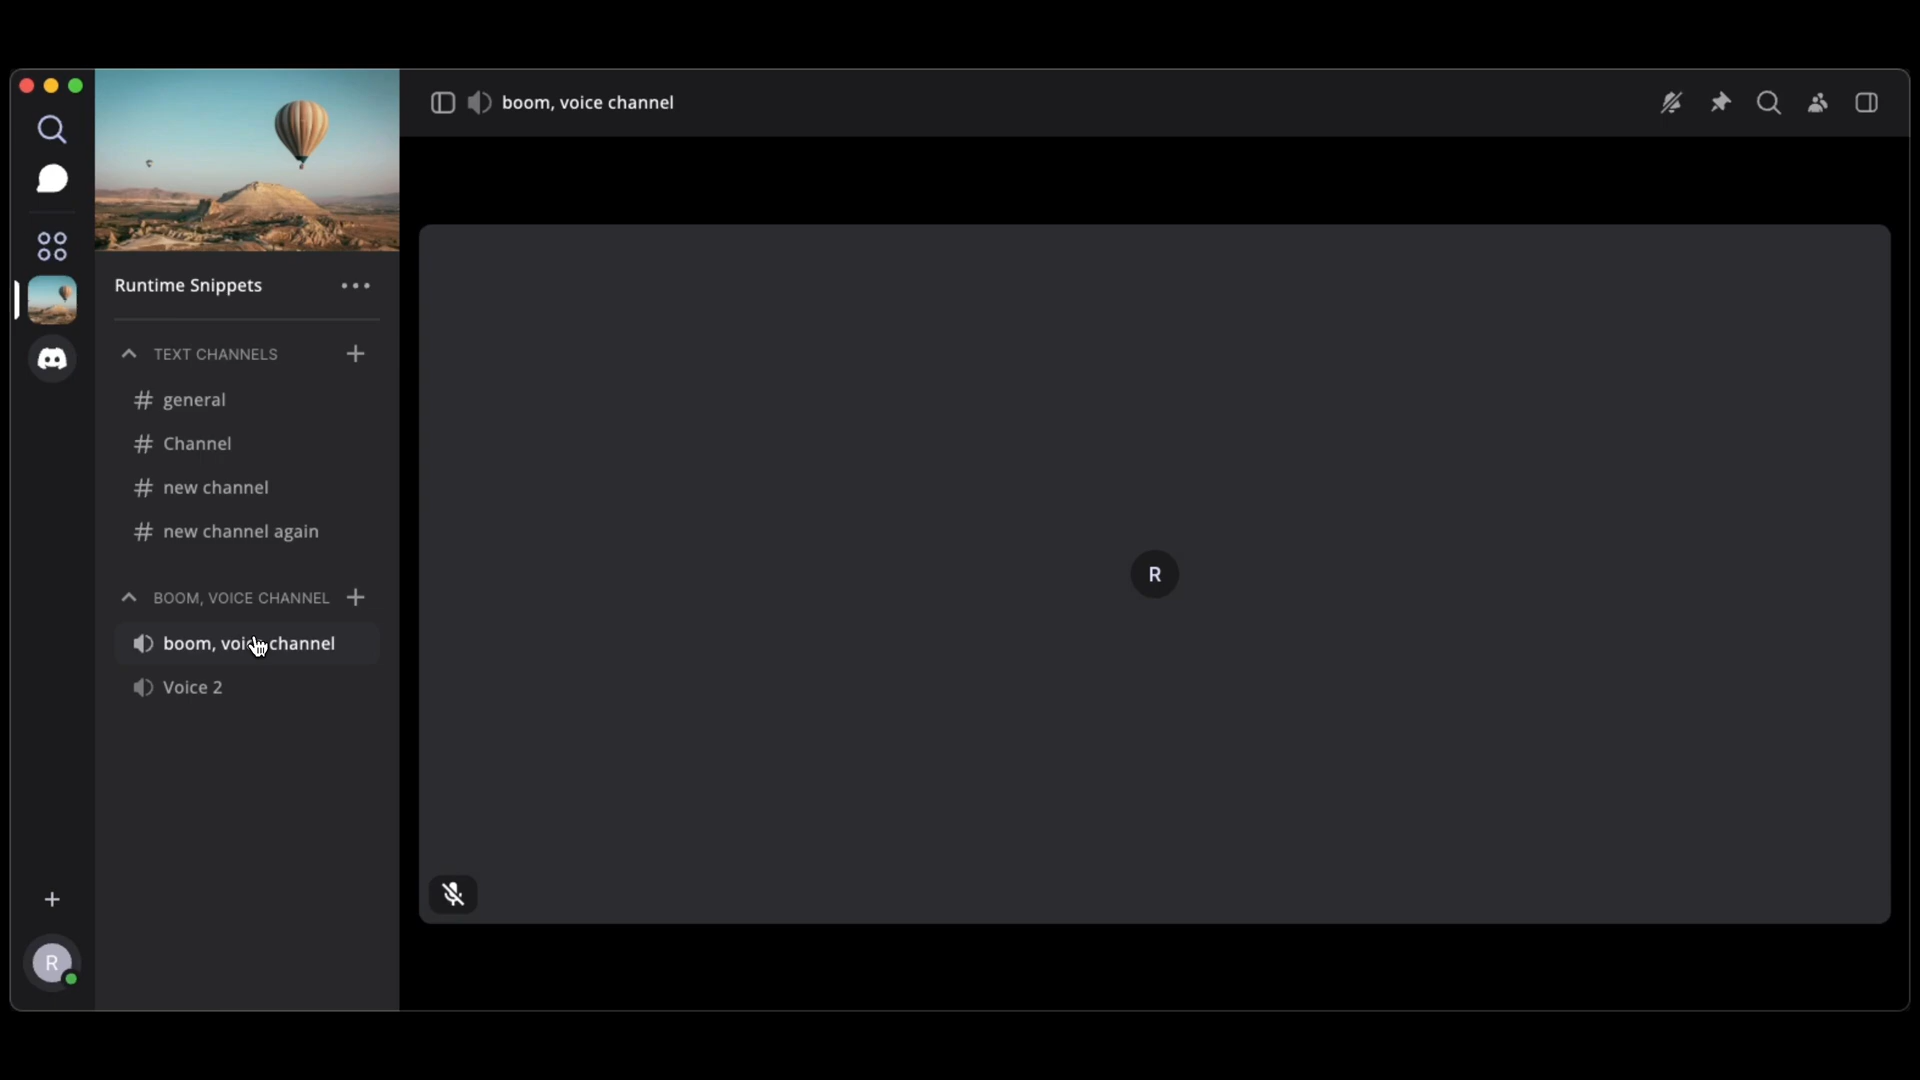 boom, voice channel
Runtime Snippets
TEXT CHANNELS
general
Channel
new channel
new channel again
BOOM, VOICE CHANNEL
boom, voice channel
Voice 2
R
R